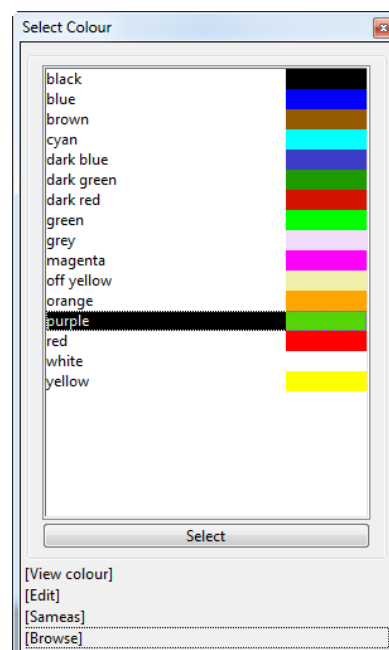 Select Colour
black
blue
brown
cyan
dark blue
dark green
dark red
green
grey
magenta
off yellow
orange
purple
red
white
yellow
Select
[View colour]
[Edit]
[Sameas]
[Browse]